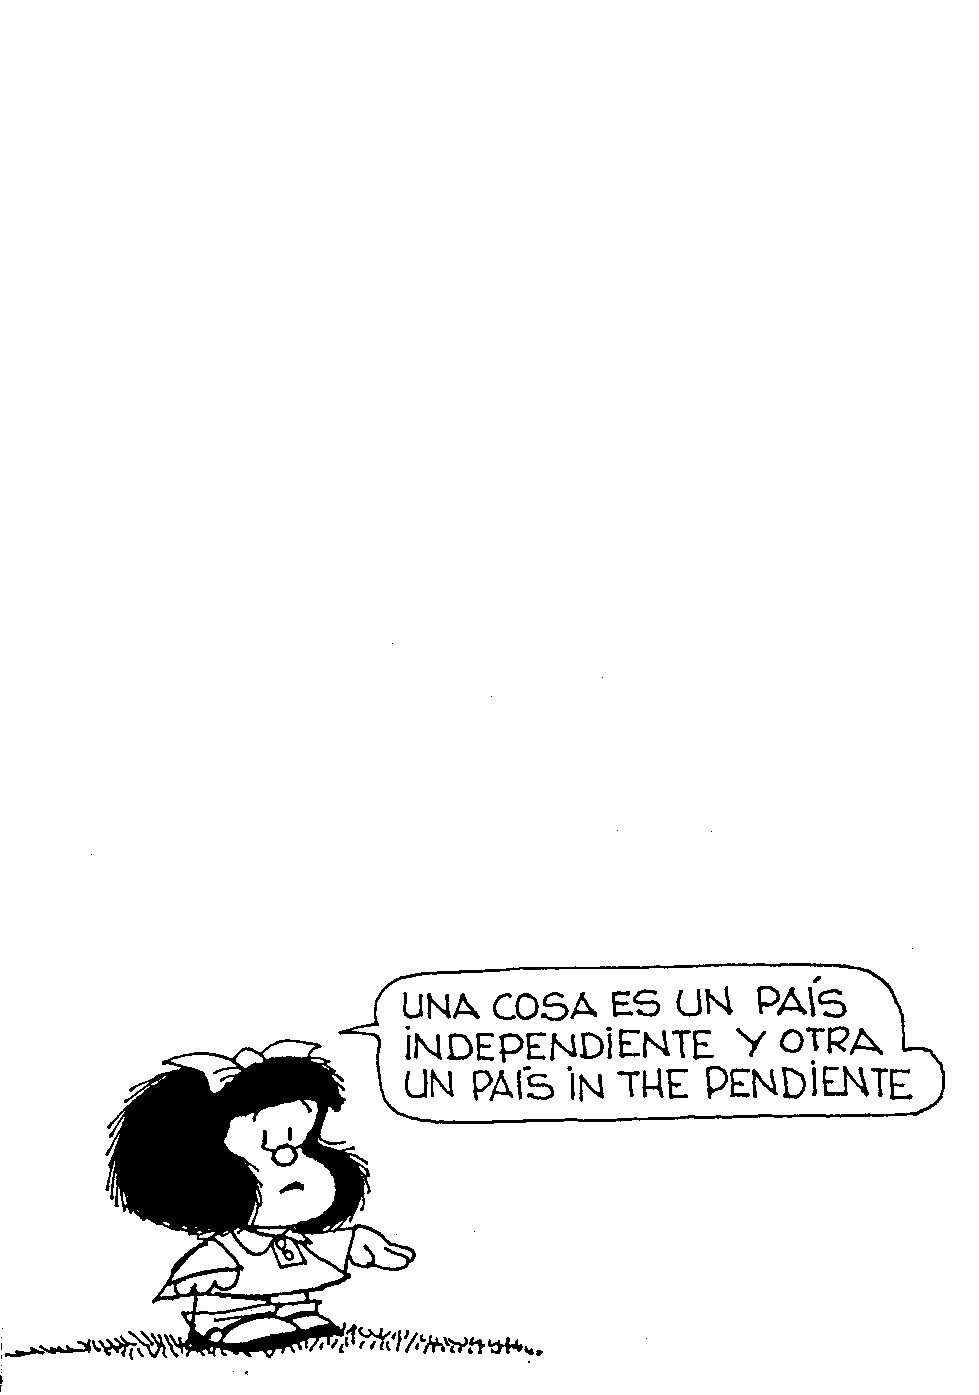 UNA COSA ES UN PAÍS
INDEPENDIENTE Y OTRA
UN PAÍS IN THE PENDIENTE